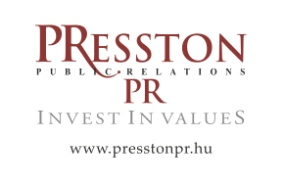 PRESSTON
PUBLIC•RELATIONS
PR
INVEST IN VALUES
www.presstonpr.hu